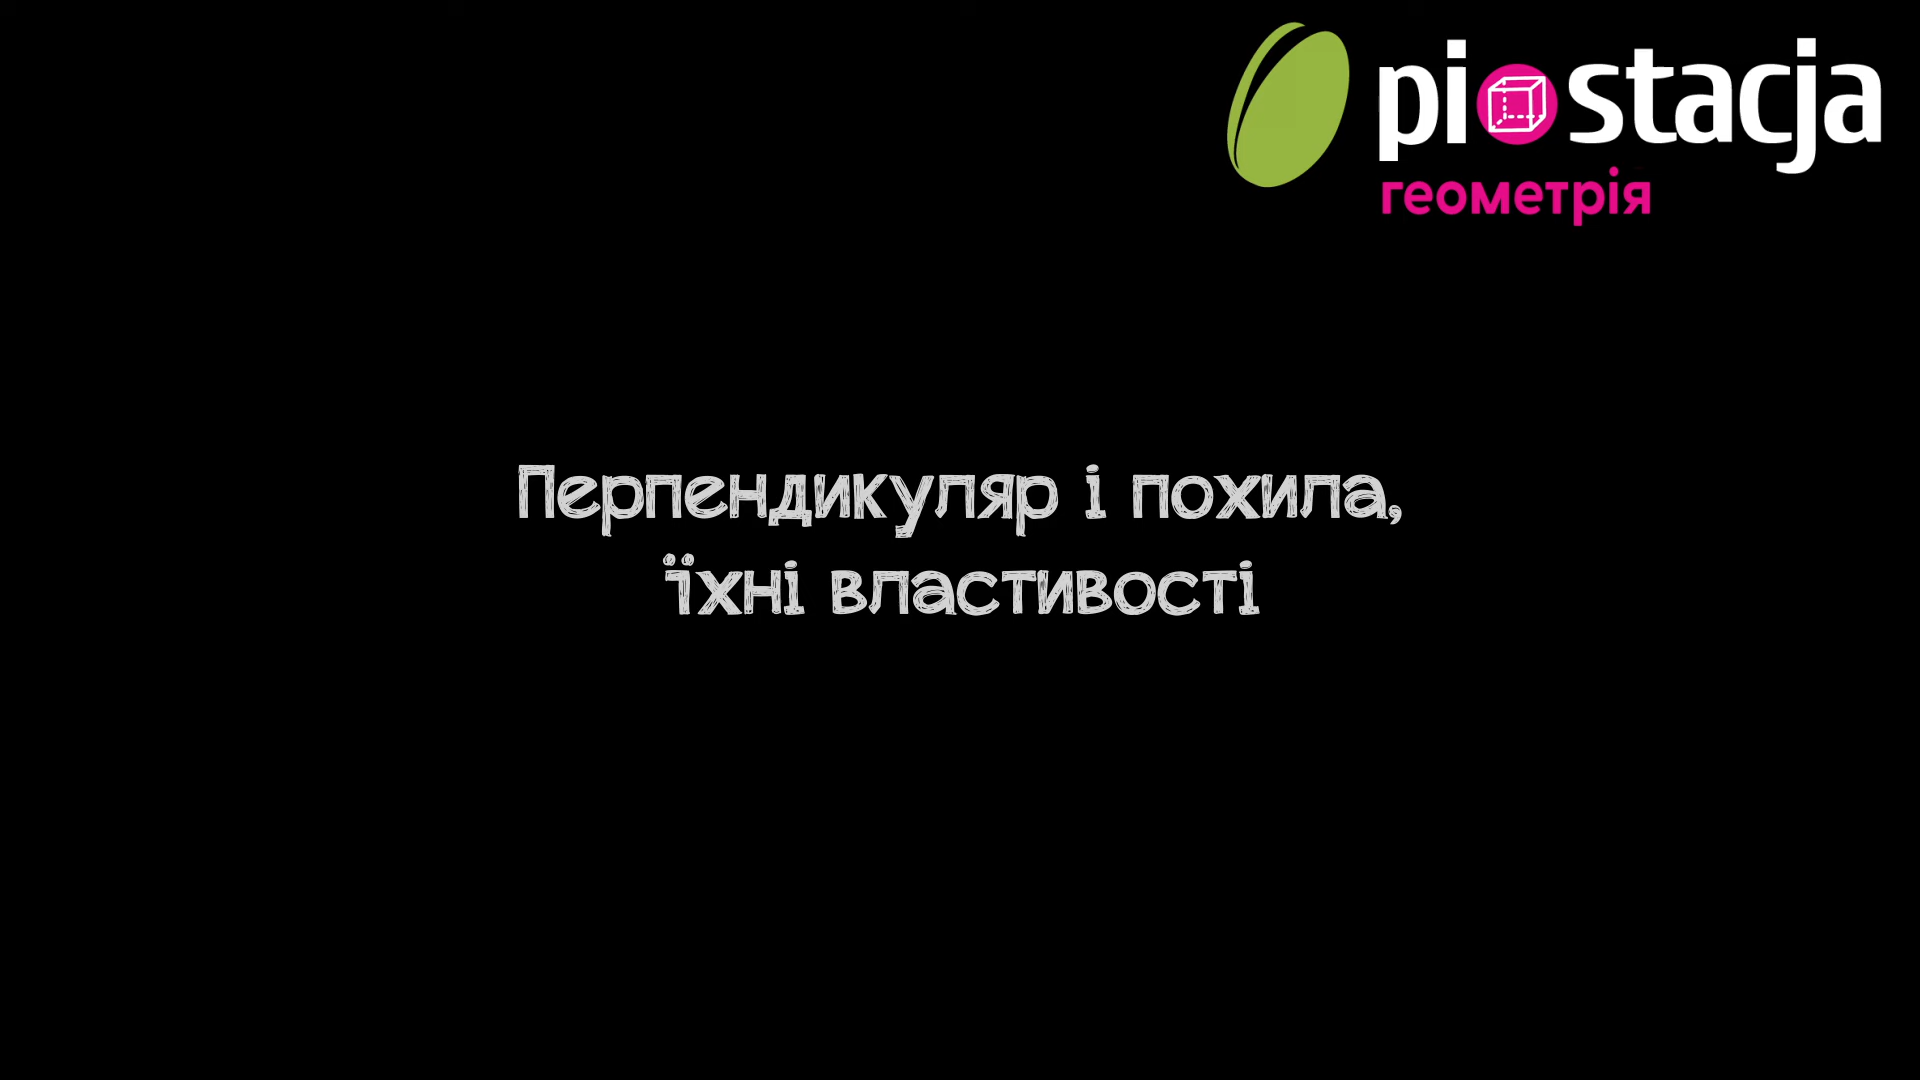 piostacja
геометрія
Перпендикуляр і похила,
їхні властивості